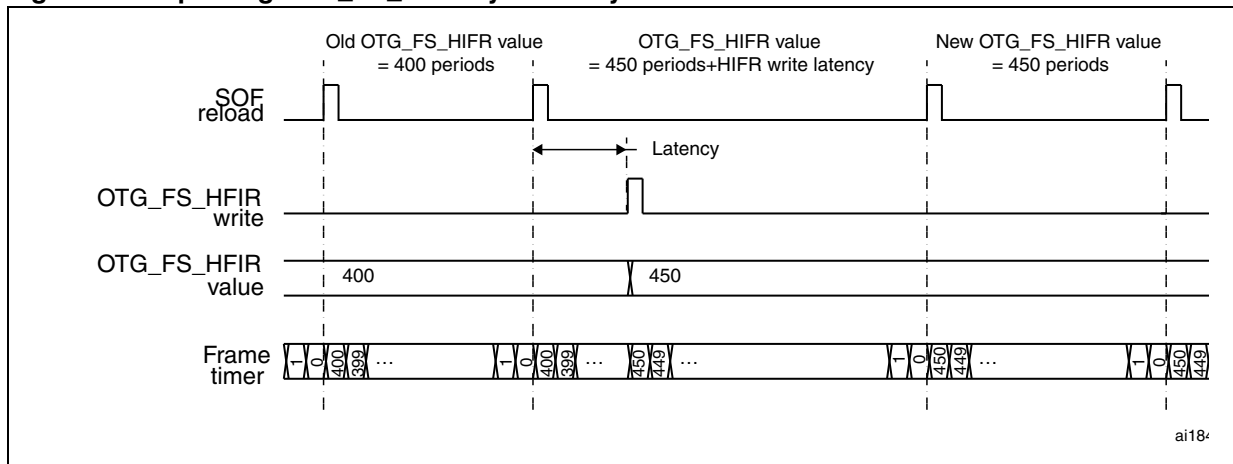 Old OTG_FS_HIFR value
= 400 periods
OTG_FS_HIFR value
= 450 periods+HIFR write latency
New OTG_FS_HIFR value
= 450 periods
SOF
reload
Latency
OTG_FS_HFIR
write
OTG_FS_HFIR
value
400
450
Frame
timer
1 0 400 399 ... 1 0 400 399 ... 450 449 ... 1 0 450 449 ... 1 0 450 449
ai184